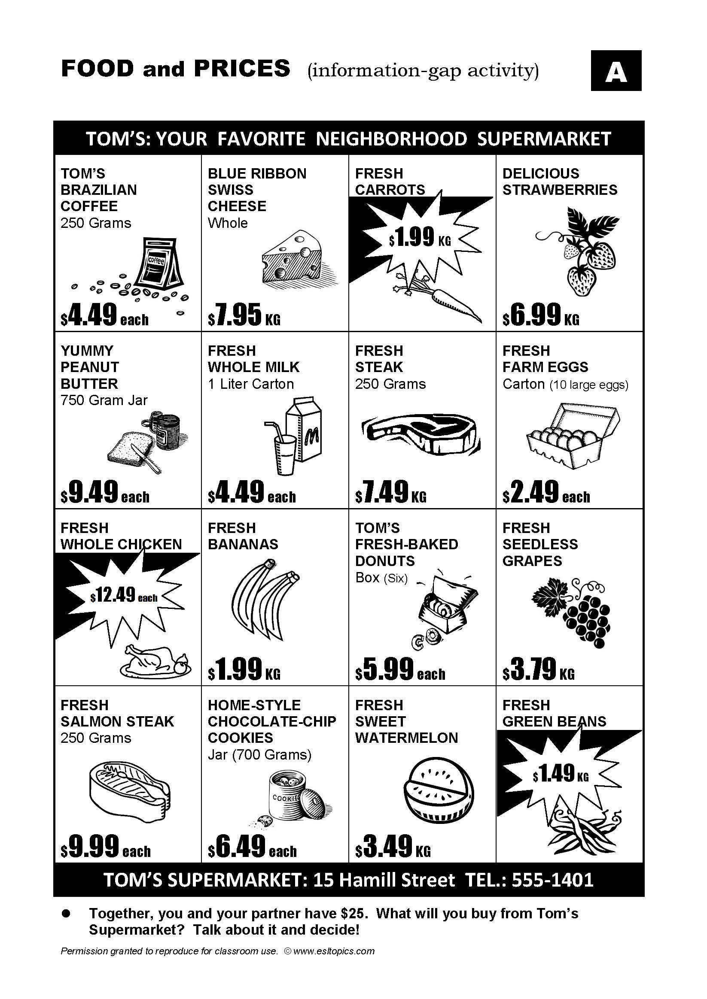 FOOD and PRICES (information-gap activity)
A
TOM'S: YOUR FAVORITE NEIGHBORHOOD SUPERMARKET
TOM'S
BRAZILIAN
COFFEE
250 Grams
coffee
$4.49 each
BLUE RIBBON
SWISS
CHEESE
Whole
$7.95 KG
FRESH
CARROTS
$1.99 KG
DELICIOUS
STRAWBERRIES
$6.99 KG
YUMMY
PEANUT
BUTTER
750 Gram Jar
$9.49 each
FRESH
WHOLE MILK
1 Liter Carton
M
$4.49 each
FRESH
STEAK
250 Grams
$7.49 KG
FRESH
FARM EGGS
Carton (10 large eggs)
$2.49 each
FRESH
WHOLE CHICKEN
$12.49 each
FRESH
BANANAS
$1.99 KG
TOM'S
FRESH-BAKED
DONUTS
Box (Six)
$5.99 each
FRESH
SEEDLESS
GRAPES
$3.79 KG
FRESH
SALMON STEAK
250 Grams
$9.99 each
HOME-STYLE
CHOCOLATE-CHIP
COOKIES
Jar (700 Grams)
COOKIES
$6.49 each
FRESH
SWEET
WATERMELON
$3.49 KG
FRESH
GREEN BEANS
$1.49 KG
TOM'S SUPERMARKET: 15 Hamill Street TEL.: 555-1401
● Together, you and your partner have $25. What will you buy from Tom's
Supermarket? Talk about it and decide!
Permission granted to reproduce for classroom use. © www.esltopics.com